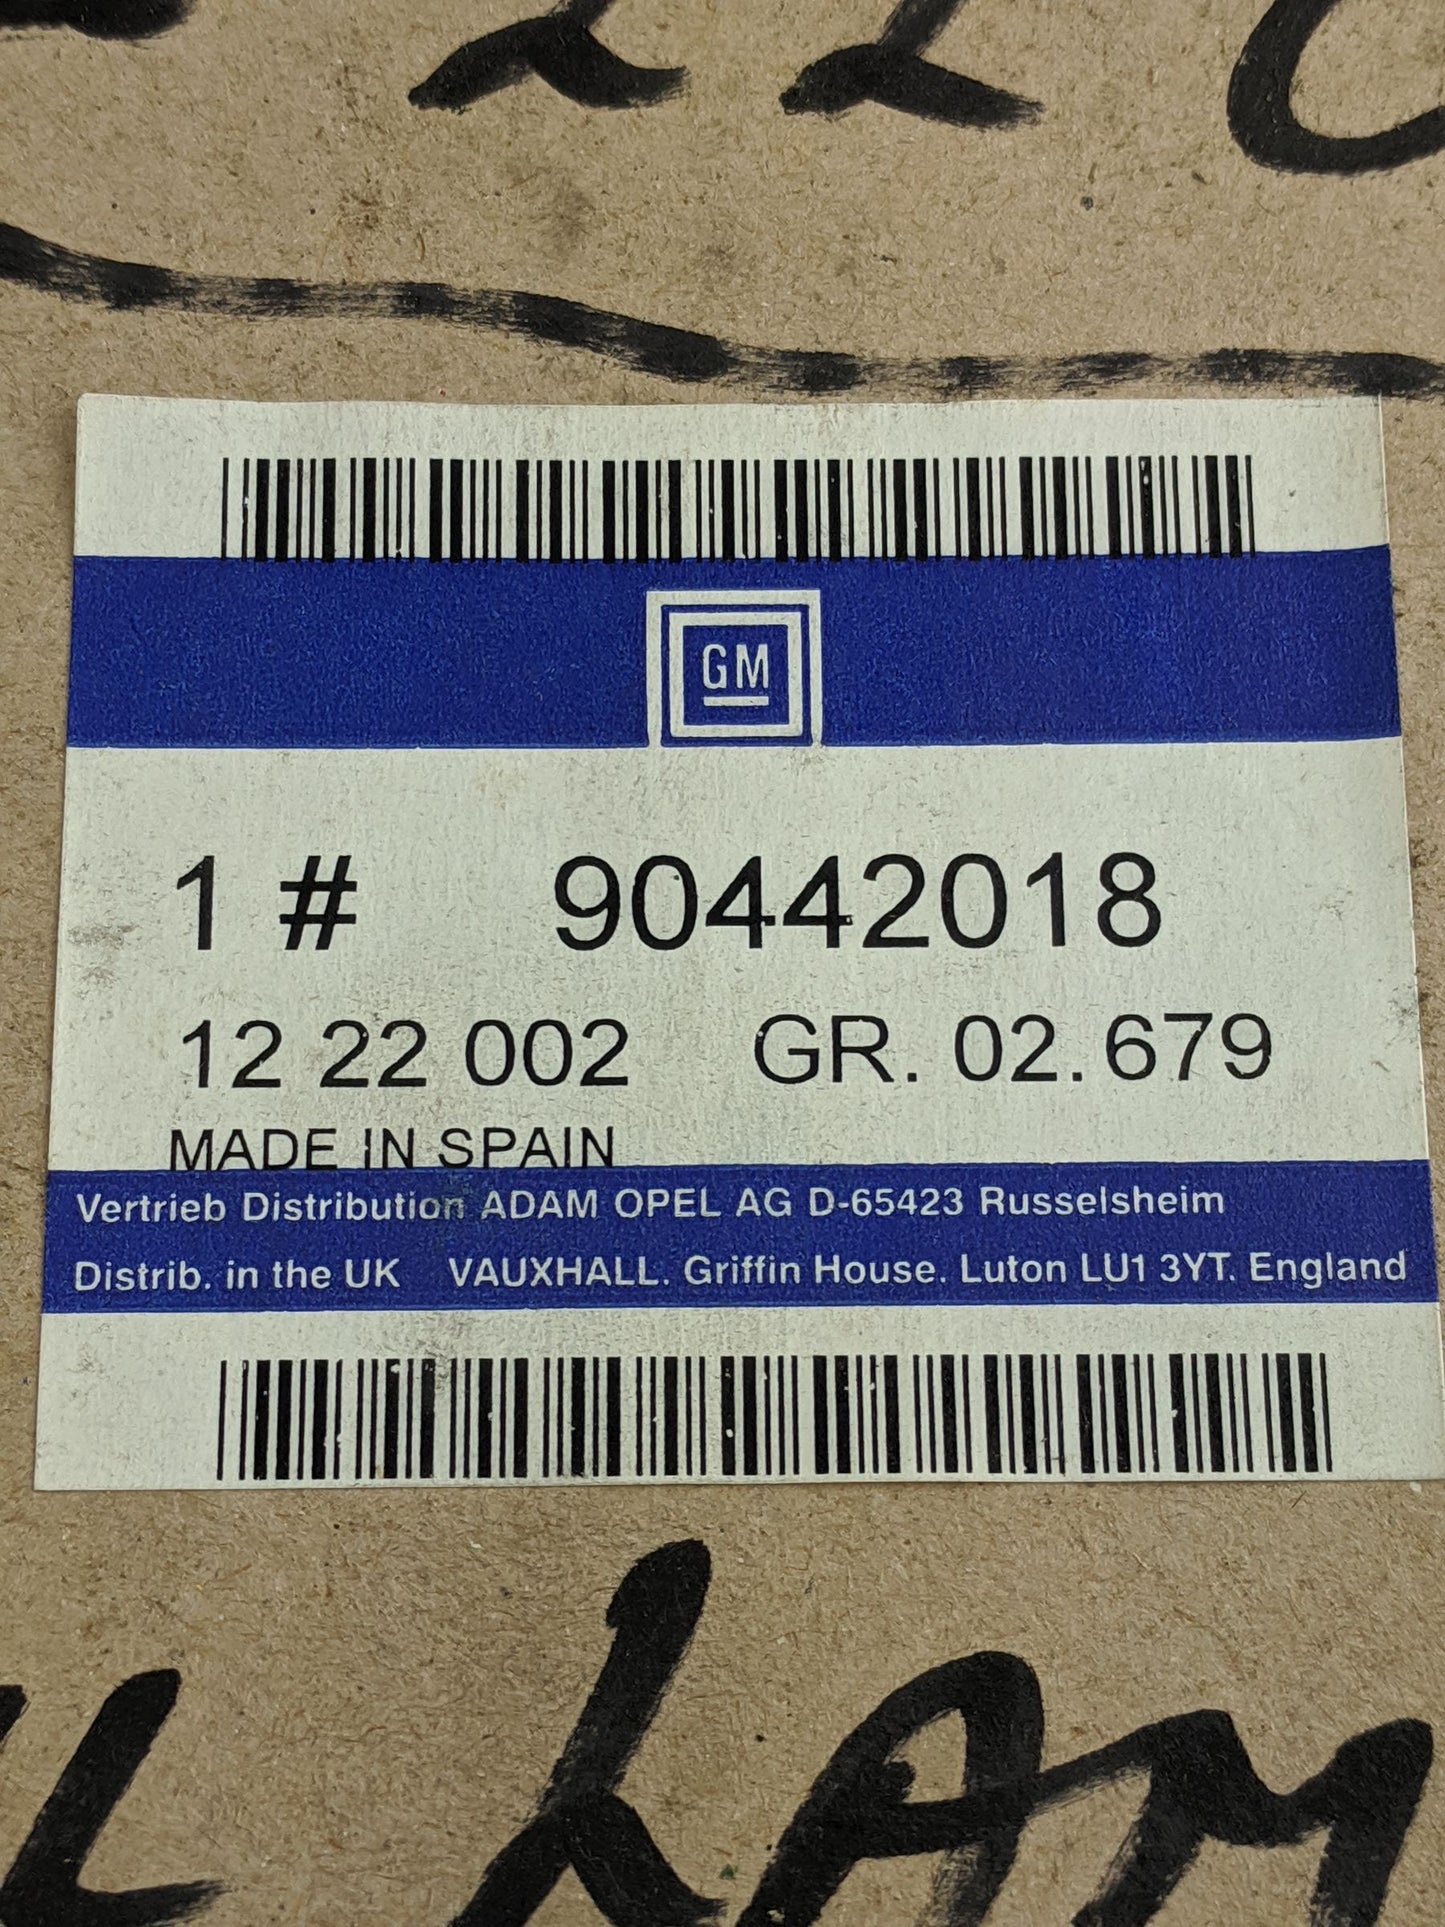 GM
1 # 90442018
12 22 002 GR. 02.679
MADE IN SPAIN
Vertrieb Distribution ADAM OPEL AG D-65423 Russelsheim
Distrib. in the UK VAUXHALL. Griffin House. Luton LU1 3YT. England
LAM